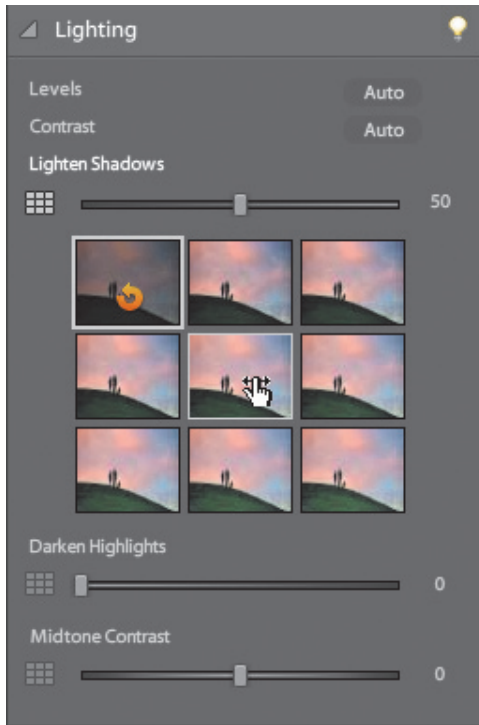 Lighting
Levels Auto
Contrast Auto
Lighten Shadows
50
Darken Highlights
0
Midtone Contrast
0